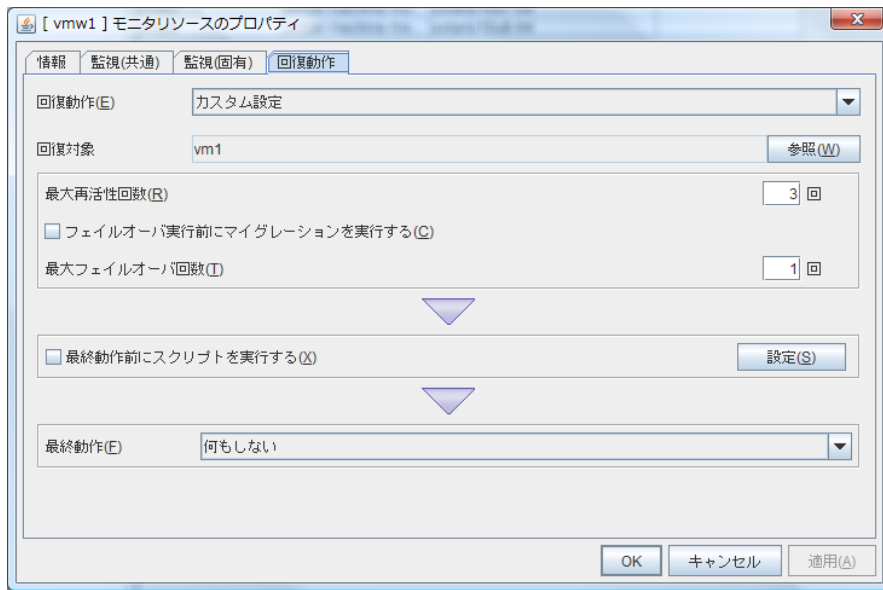 [ vmw1 ] モニタリソースのプロパティ
情報 監視(共通) 監視(固有) 回復動作
回復動作(E) カスタム設定
回復対象 vm1 参照(W)
最大再活性回数(R) 3 回
フェイルオーバ実行前にマイグレーションを実行する(C)
最大フェイルオーバ回数(T) 1 回
最終動作前にスクリプトを実行する(X) 設定(S)
最終動作(F) 何もしない
OK キャンセル 適用(A)